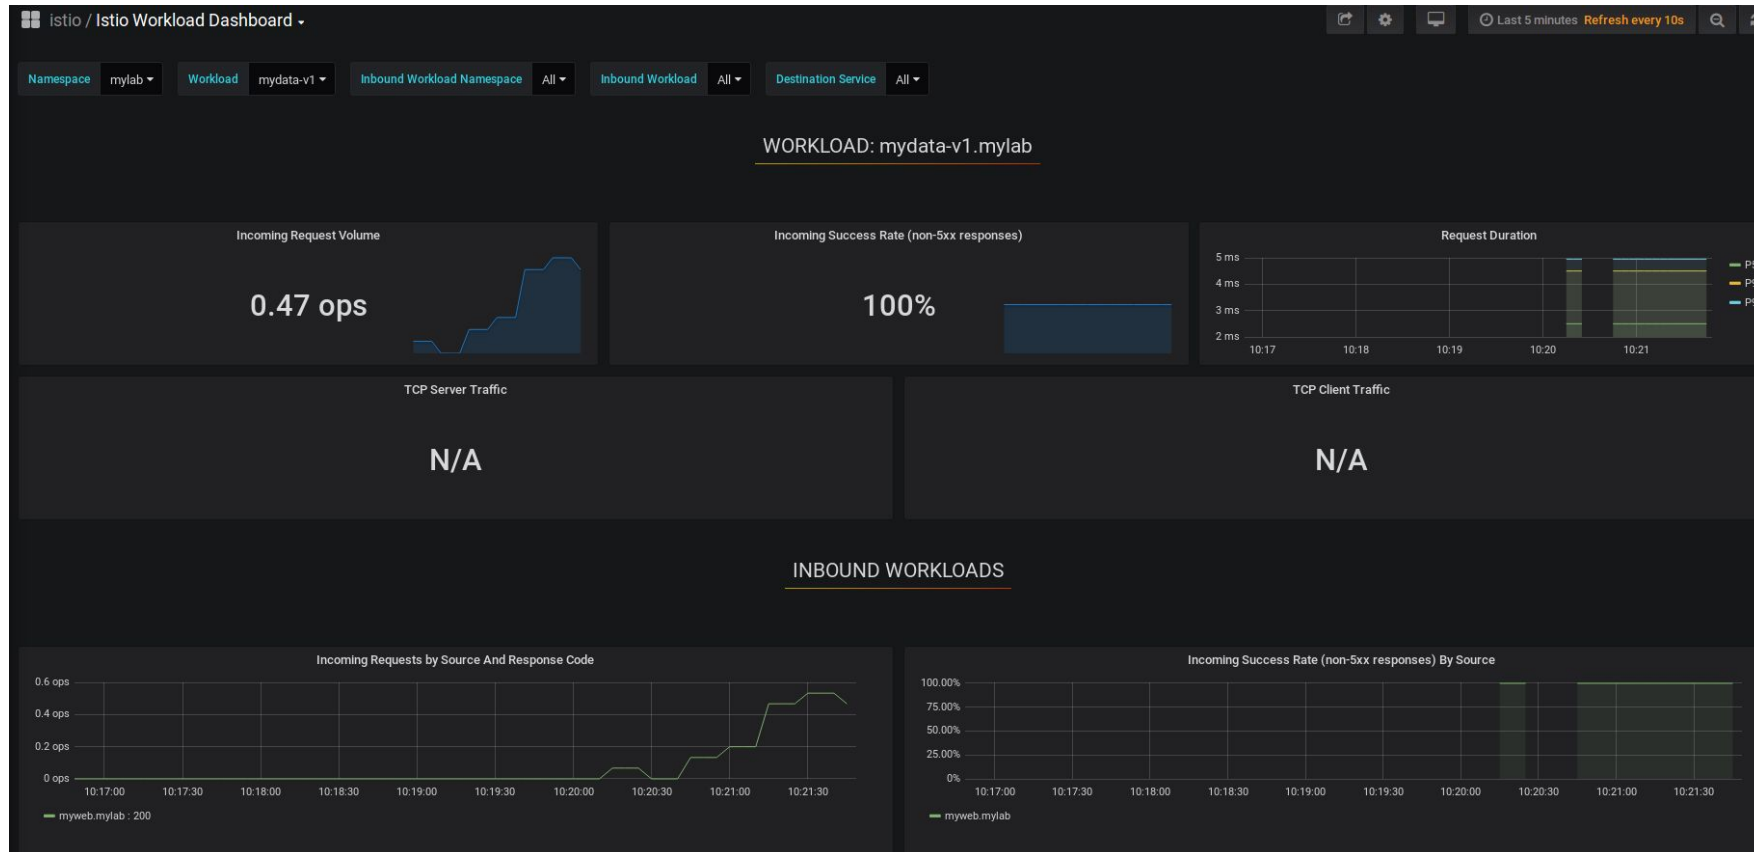 istio / Istio Workload Dashboard
Last 5 minutes Refresh every 10s
Namespace mylab Workload mydata-v1 Inbound Workload Namespace All Inbound Workload All Destination Service All
WORKLOAD: mydata-v1.mylab
Incoming Request Volume
0.47 ops
Incoming Success Rate (non-5xx responses)
100%
Request Duration
5 ms
4 ms
3 ms
2 ms
10:17 10:18 10:19 10:20 10:21
TCP Server Traffic
N/A
TCP Client Traffic
N/A
INBOUND WORKLOADS
Incoming Requests by Source And Response Code
0.6 ops
0.4 ops
0.2 ops
0 ops
10:17:00 10:17:30 10:18:00 10:18:30 10:19:00 10:19:30 10:20:00 10:20:30 10:21:00 10:21:30
myweb.mylab : 200
Incoming Success Rate (non-5xx responses) By Source
100.00%
75.00%
50.00%
25.00%
0%
10:17:00 10:17:30 10:18:00 10:18:30 10:19:00 10:19:30 10:20:00 10:20:30 10:21:00 10:21:30
myweb.mylab